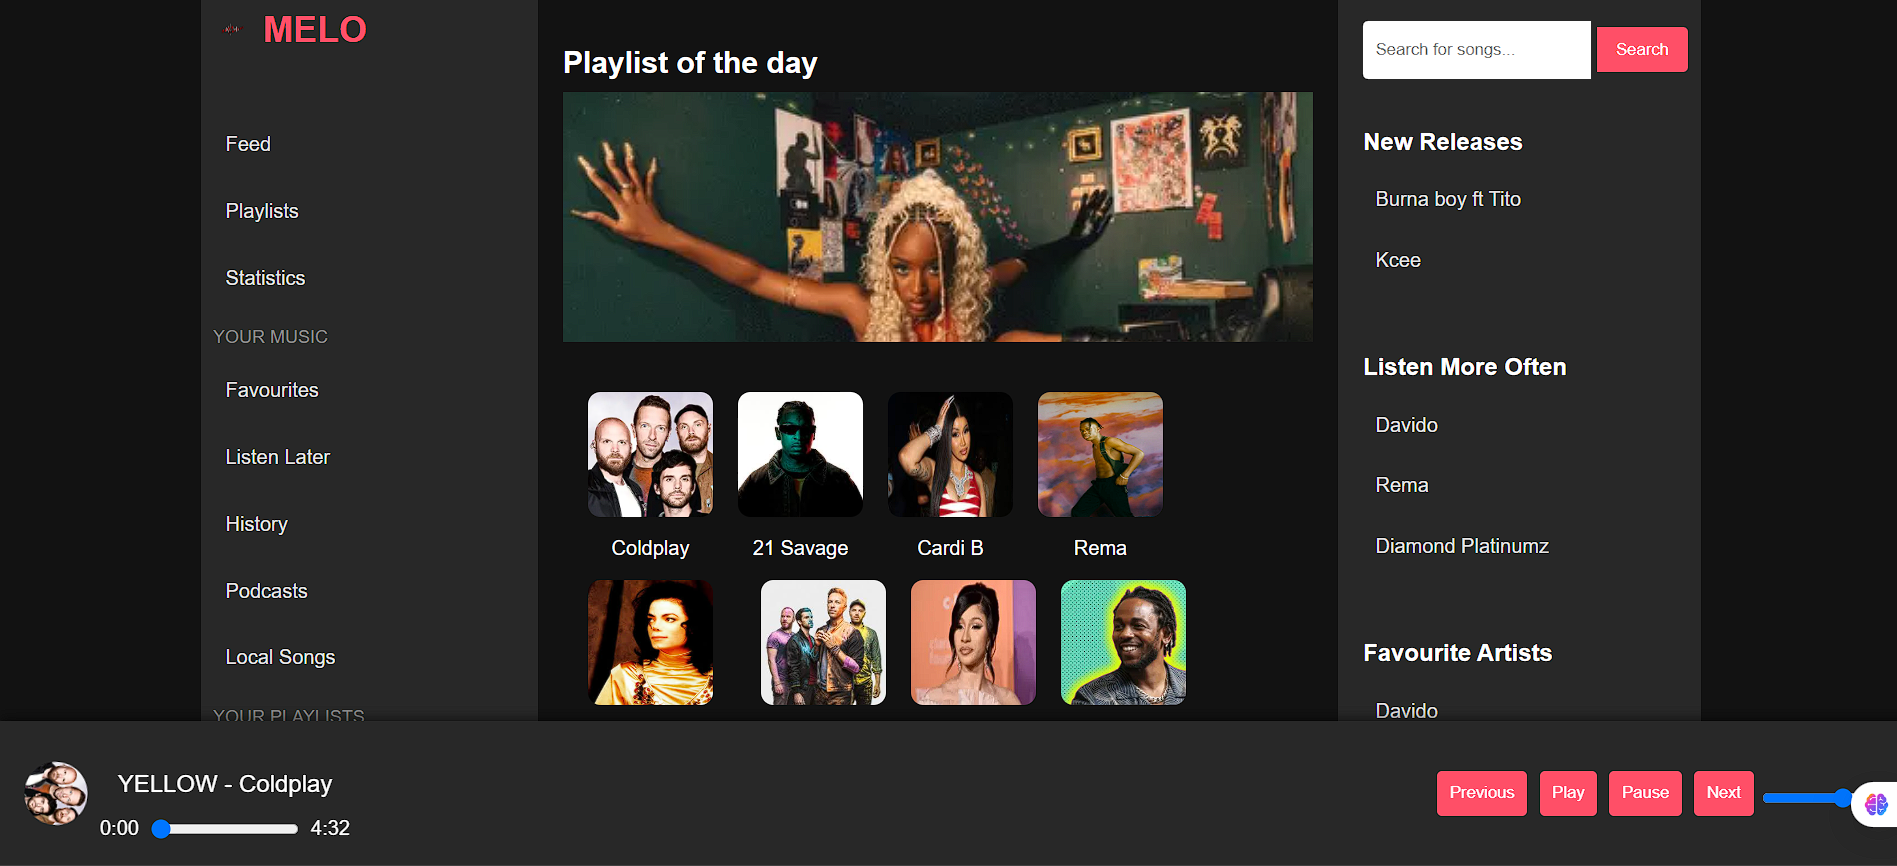 MELO
Feed
Playlists
Statistics
YOUR MUSIC
Favourites
Listen Later
History
Podcasts
Local Songs
YOUR PLAYLISTS
Playlist of the day
Coldplay
21 Savage
Cardi B
Rema
Search for songs...
Search
New Releases
Burna boy ft Tito
Kcee
Listen More Often
Davido
Rema
Diamond Platinumz
Favourite Artists
Davido
YELLOW - Coldplay
0:00
4:32
Previous
Play
Pause
Next